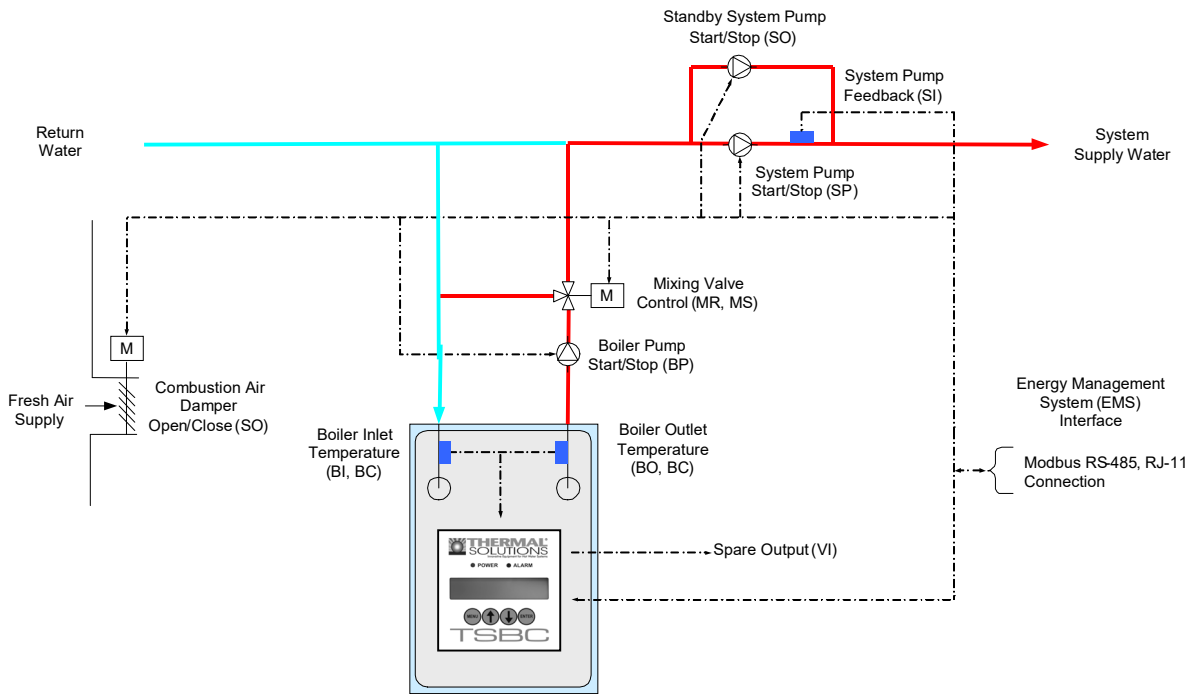 Standby System Pump
Start/Stop (SO)
System Pump
Feedback (SI)
Return
Water
System
Supply Water
System Pump
Start/Stop (SP)
M
Mixing Valve
Control (MR, MS)
M
Boiler Pump
Start/Stop (BP)
Fresh Air
Supply
Combustion Air
Damper
Open/Close (SO)
Energy Management
System (EMS)
Interface
Boiler Inlet
Temperature
(BI, BC)
Boiler Outlet
Temperature
(BO, BC)
Modbus RS-485, RJ-11
Connection
THERMAL
SOLUTIONS
POWER ALARM
Spare Output (VI)
MENU ENTER
TSBC